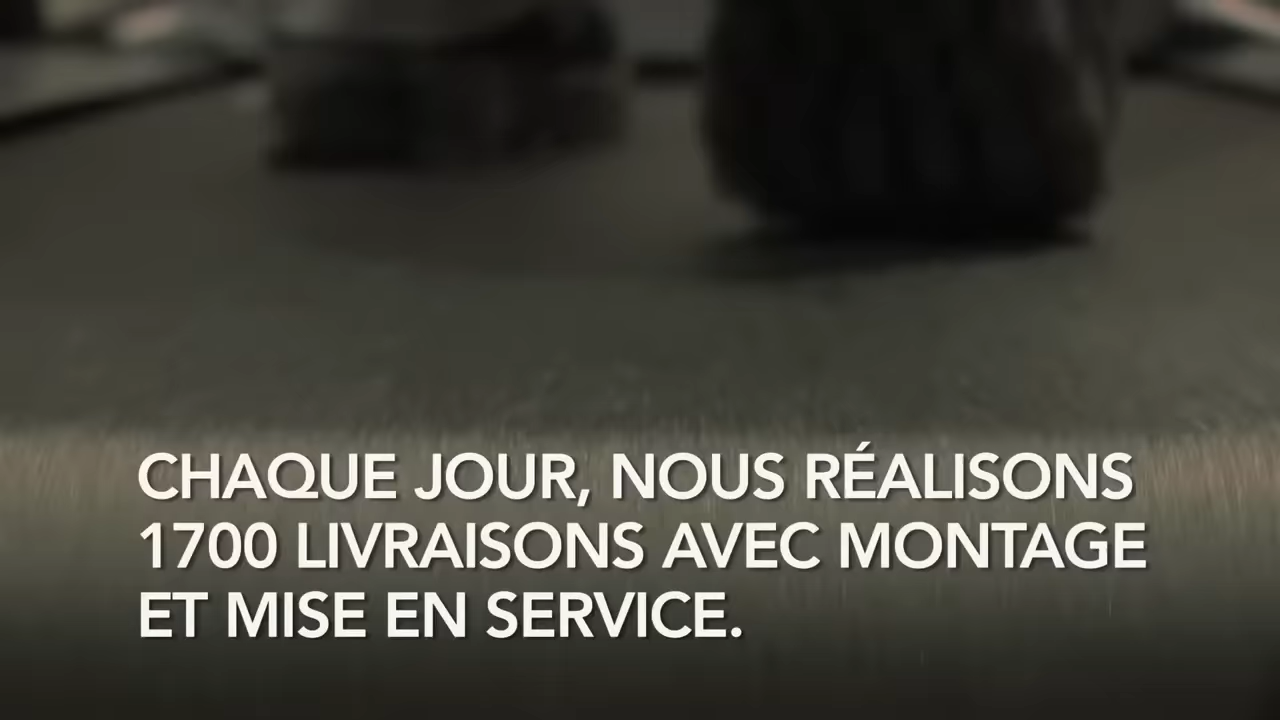 CHAQUE JOUR, NOUS RÉALISONS
1700 LIVRAISONS AVEC MONTAGE
ET MISE EN SERVICE.